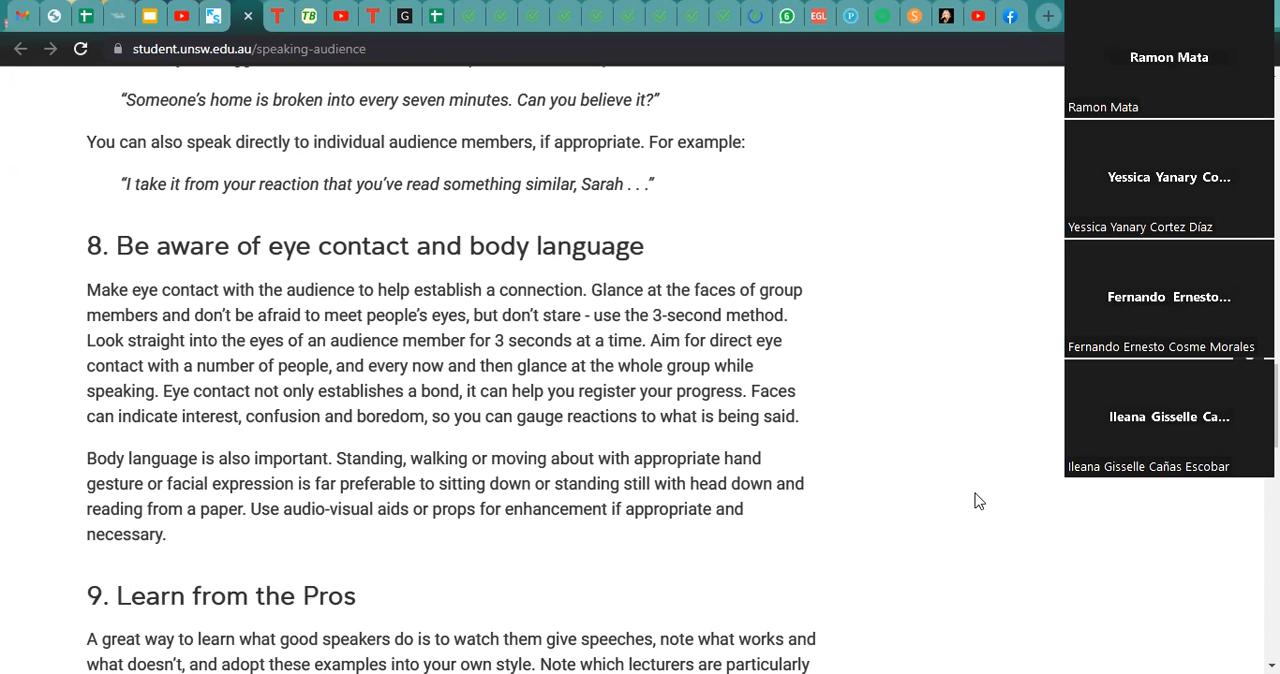 TB
G
6
EGL
P
S
student.unsw.edu.au/speaking-audience
“Someone’s home is broken into every seven minutes. Can you believe it?”
You can also speak directly to individual audience members, if appropriate. For example:
“I take it from your reaction that you’ve read something similar, Sarah . . .”
8. Be aware of eye contact and body language
Make eye contact with the audience to help establish a connection. Glance at the faces of group
members and don’t be afraid to meet people’s eyes, but don’t stare - use the 3-second method.
Look straight into the eyes of an audience member for 3 seconds at a time. Aim for direct eye
contact with a number of people, and every now and then glance at the whole group while
speaking. Eye contact not only establishes a bond, it can help you register your progress. Faces
can indicate interest, confusion and boredom, so you can gauge reactions to what is being said.
Body language is also important. Standing, walking or moving about with appropriate hand
gesture or facial expression is far preferable to sitting down or standing still with head down and
reading from a paper. Use audio-visual aids or props for enhancement if appropriate and
necessary.
9. Learn from the Pros
A great way to learn what good speakers do is to watch them give speeches, note what works and
what doesn’t, and adopt these examples into your own style. Note which lecturers are particularly
Ramon Mata
Ramon Mata
Yessica Yanary Co...
Yessica Yanary Cortez Díaz
Fernando Ernesto...
Fernando Ernesto Cosme Morales
Ileana Gisselle Ca...
Ileana Gisselle Cañas Escobar